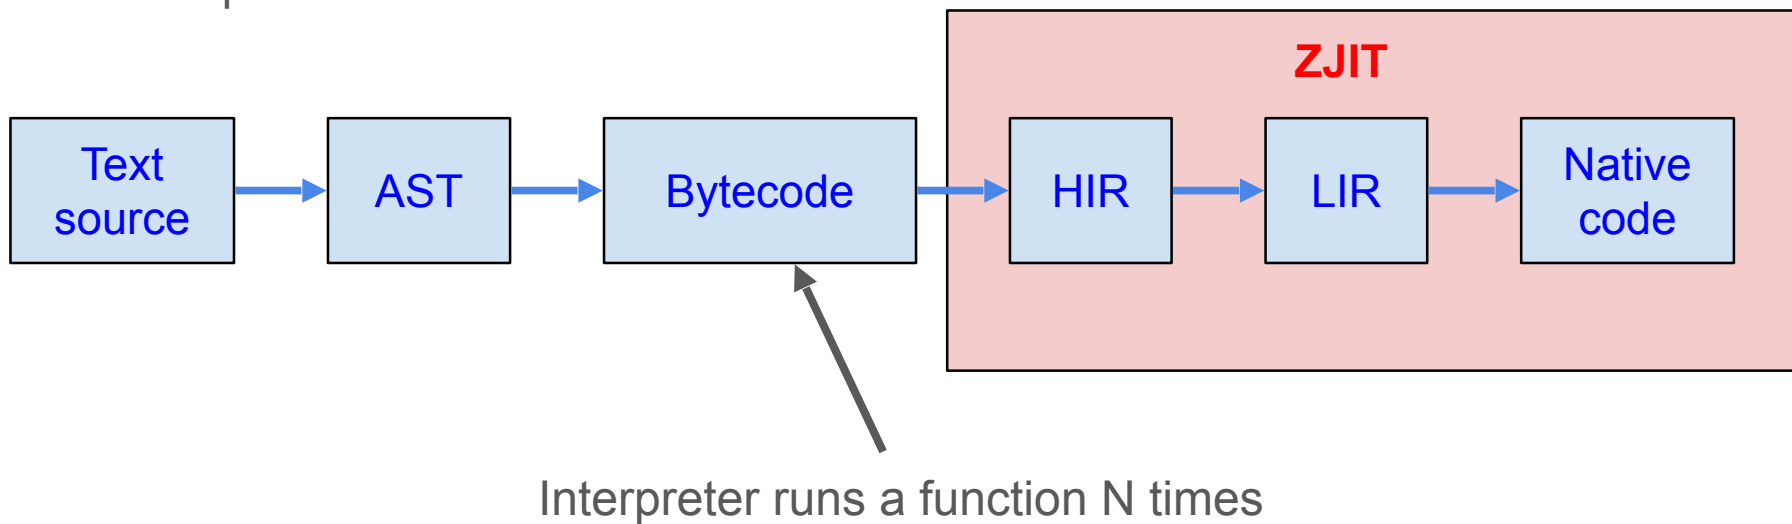 ZJIT
Text
source
AST
Bytecode
HIR
LIR
Native
code
Interpreter runs a function N times